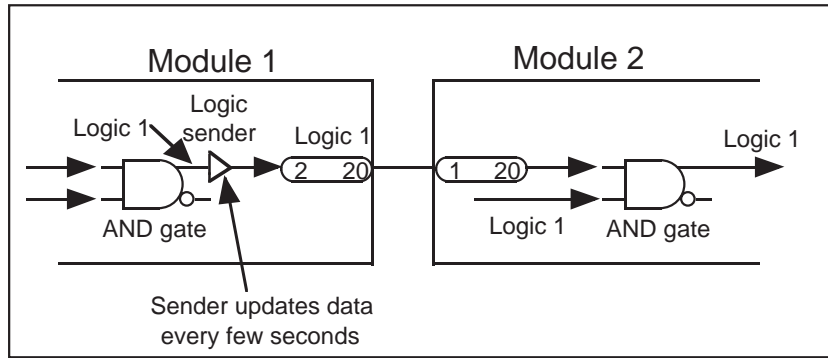 Module 1
Module 2
Logic
sender
Logic 1
Logic 1
Logic 1
2 20
1 20
AND gate
Logic 1
AND gate
Sender updates data
every few seconds